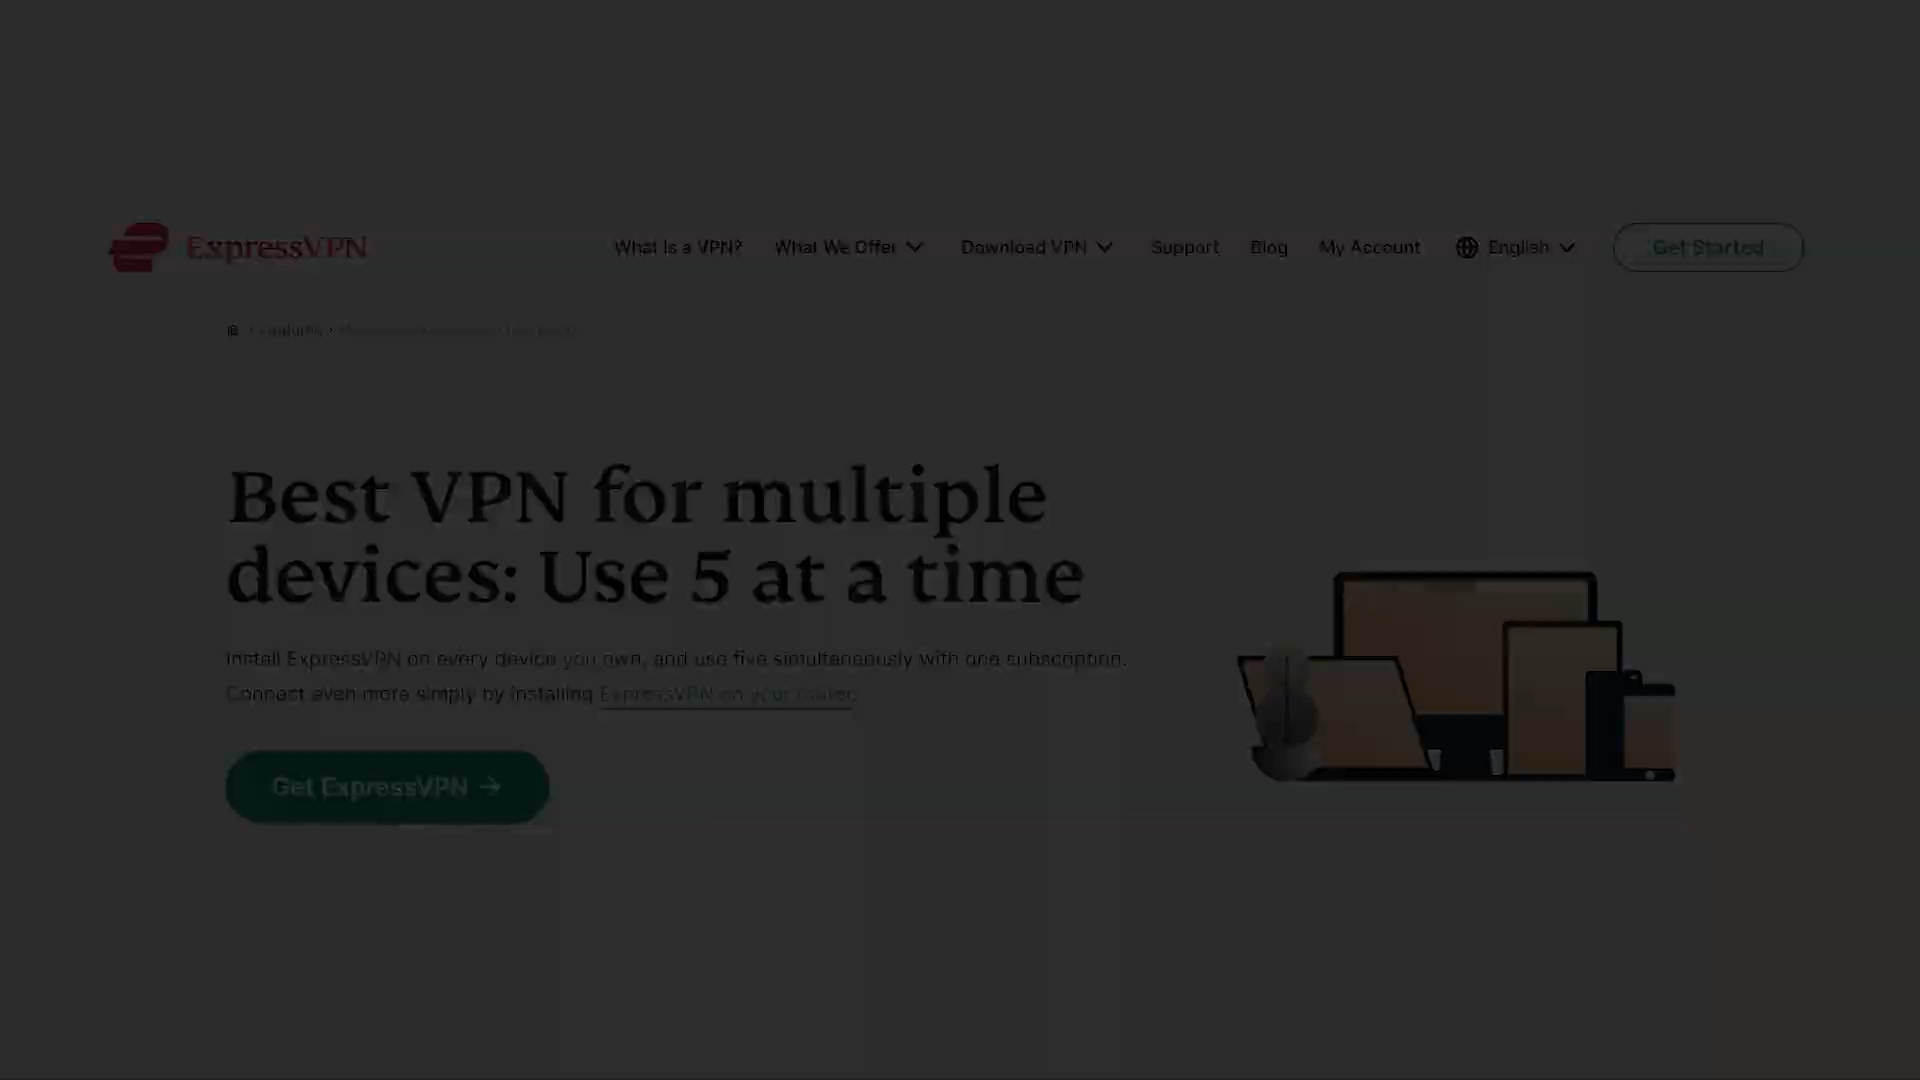 ExpressVPN
What Is a VPN?
What We Offer
Download VPN
Support
Blog
My Account
English
Get Started
Features ›
Best VPN for multiple
devices: Use 5 at a time
Install ExpressVPN on every device you own, and use five simultaneously with one subscription.
Connect even more simply by installing ExpressVPN on your router.
Get ExpressVPN →